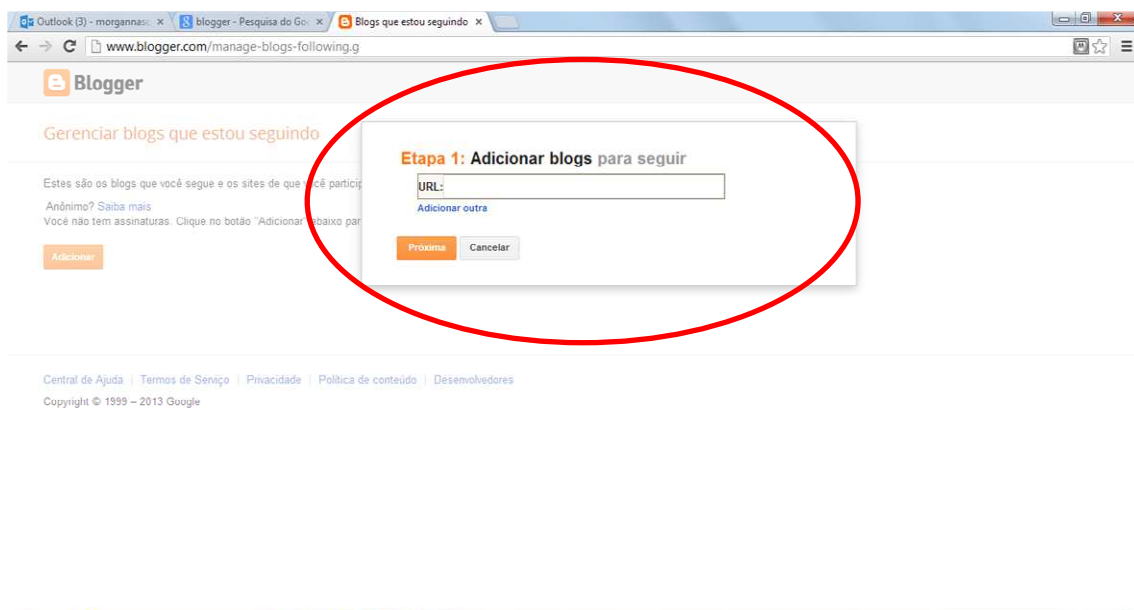 Outlook (3) - morgannasc
blogger - Pesquisa do Goo
Blogs que estou seguindo
www.blogger.com/manage-blogs-following.g
Blogger
Gerenciar blogs que estou seguindo
Estes são os blogs que você segue e os sites de que você particip
Anônimo? Saiba mais
Você não tem assinaturas. Clique no botão "Adicionar" abaixo par
Adicionar
Etapa 1: Adicionar blogs para seguir
URL:
Adicionar outra
Próxima Cancelar
Central de Ajuda | Termos de Serviço | Privacidade | Política de conteúdo | Desenvolvedores
Copyright © 1999 – 2013 Google